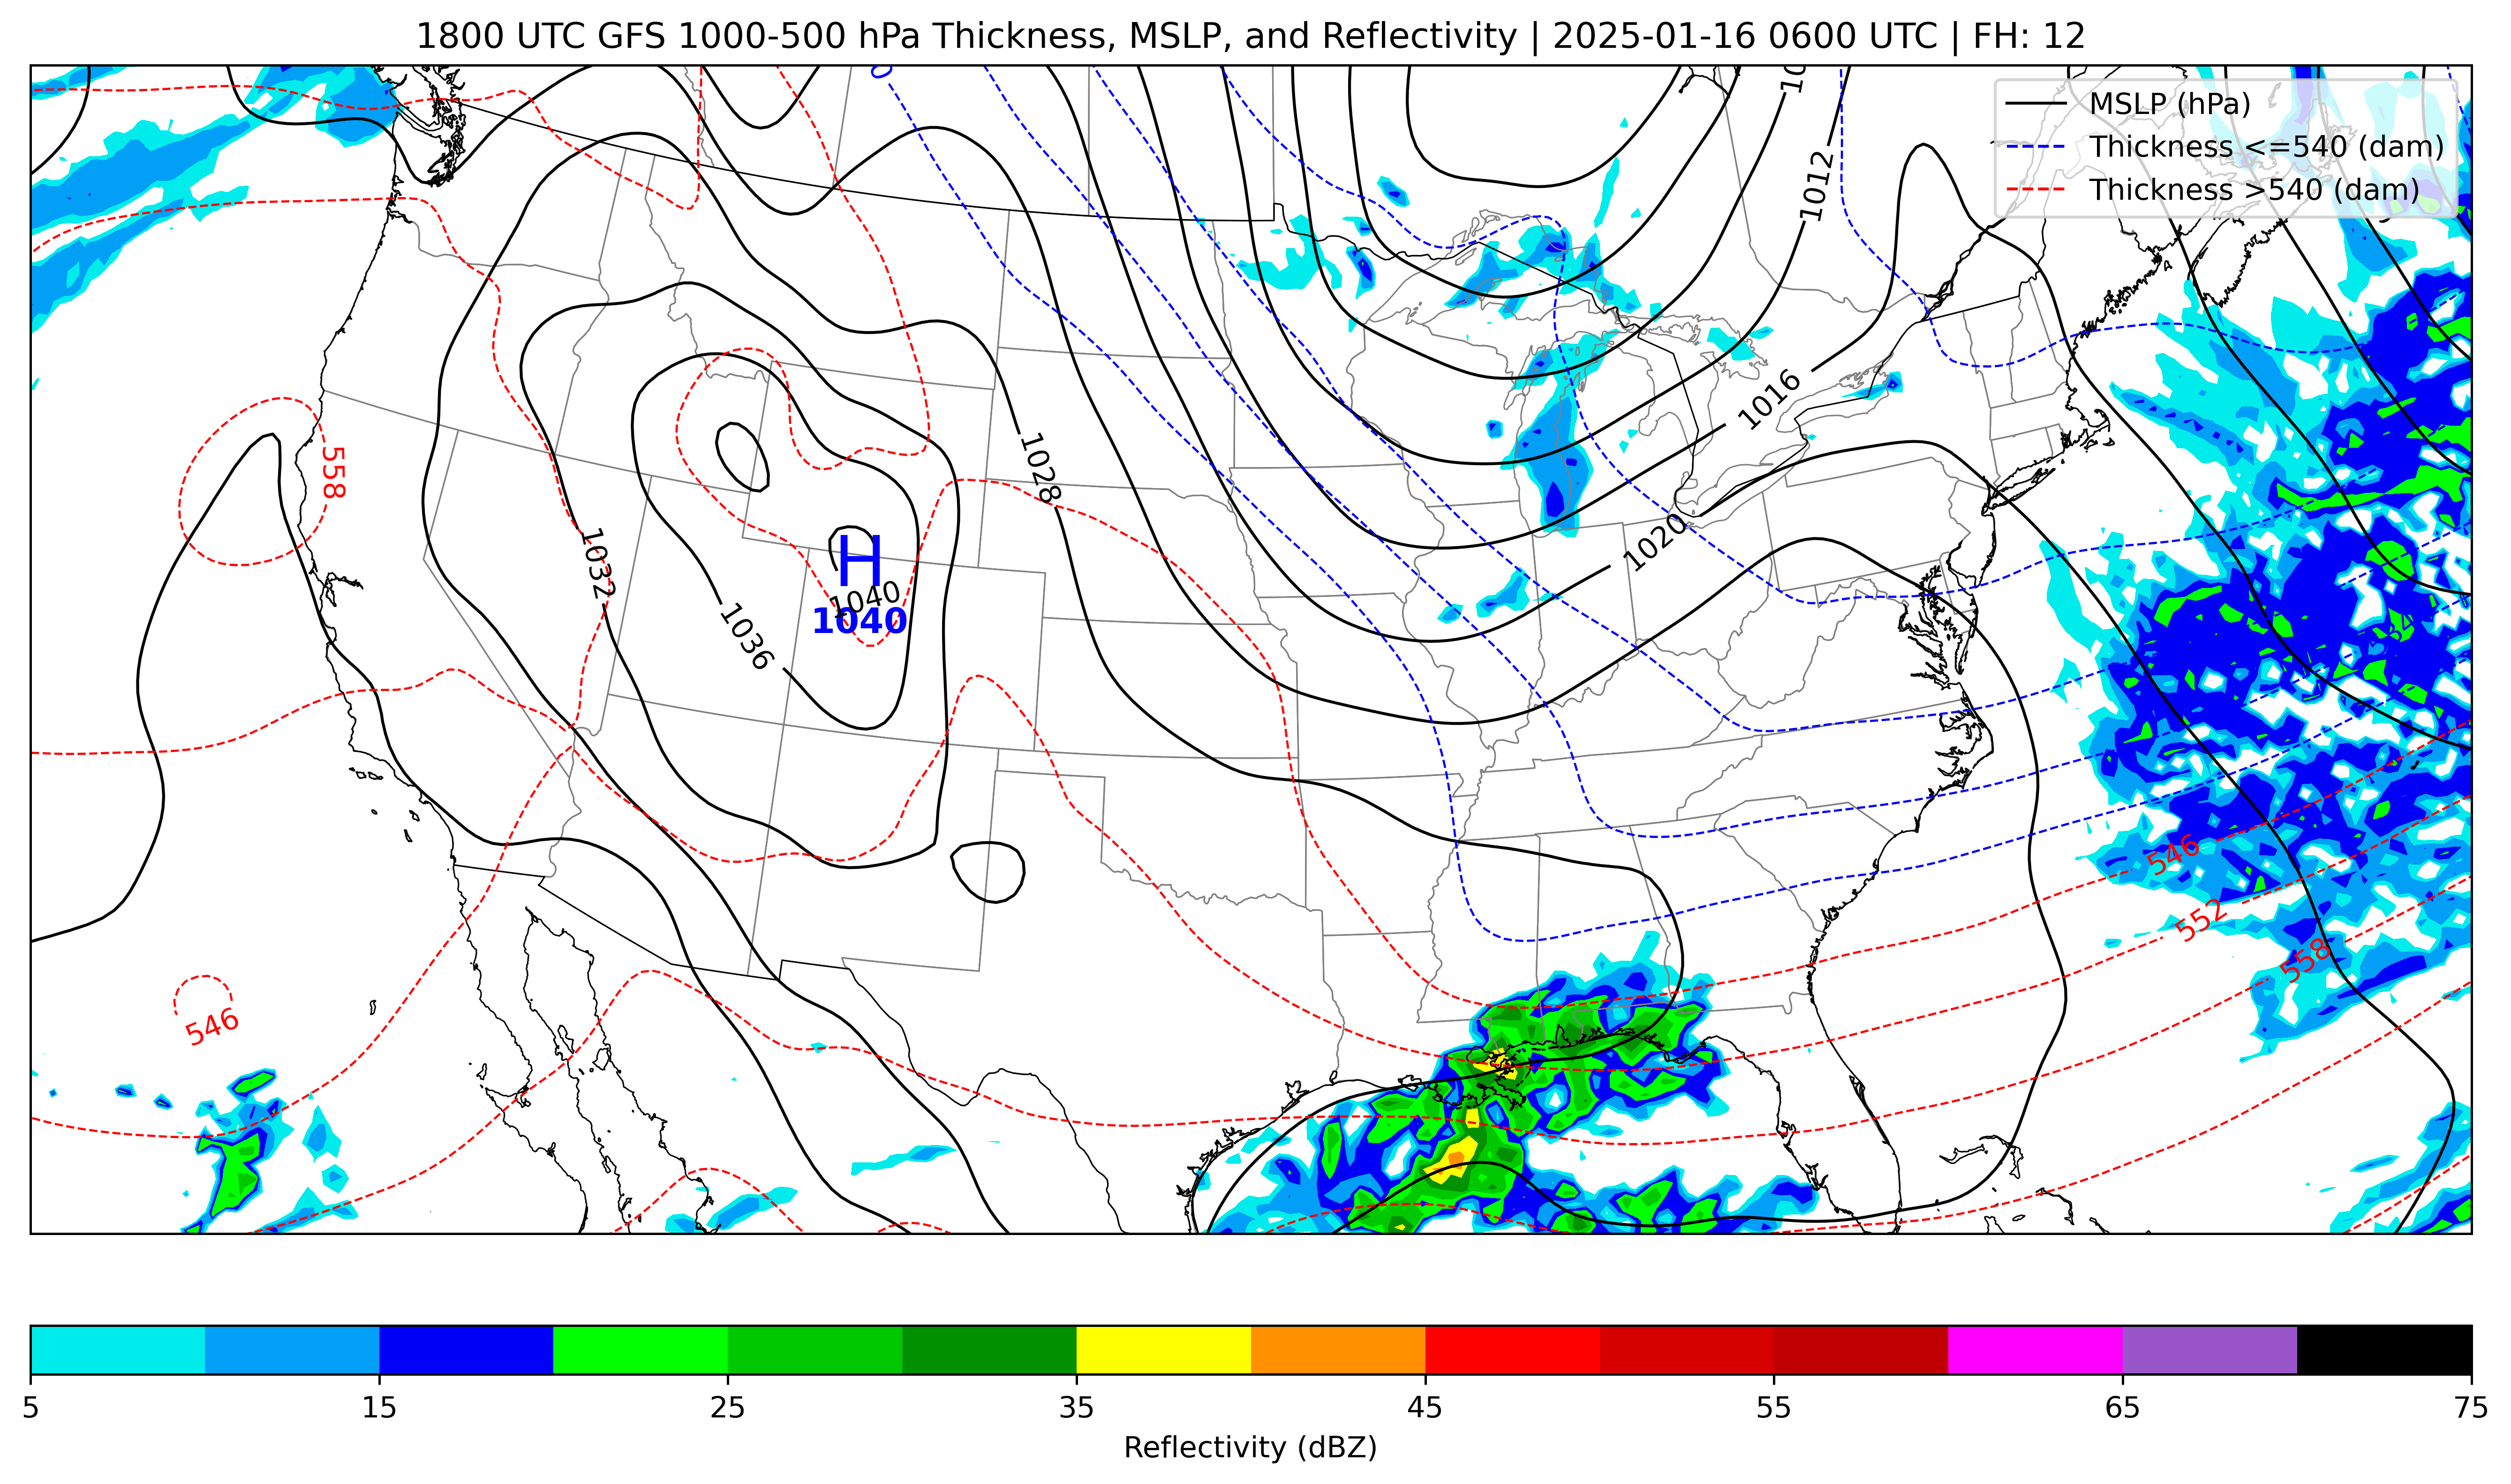 1800 UTC GFS 1000-500 hPa Thickness, MSLP, and Reflectivity | 2025-01-16 0600 UTC | FH: 12
MSLP (hPa)
Thickness <=540 (dam)
Thickness >540 (dam)
1012
1016
558
1028
1020
1032
H
1040
1040
1036
546
552
558
546
5 15 25 35 45 55 65 75
Reflectivity (dBZ)